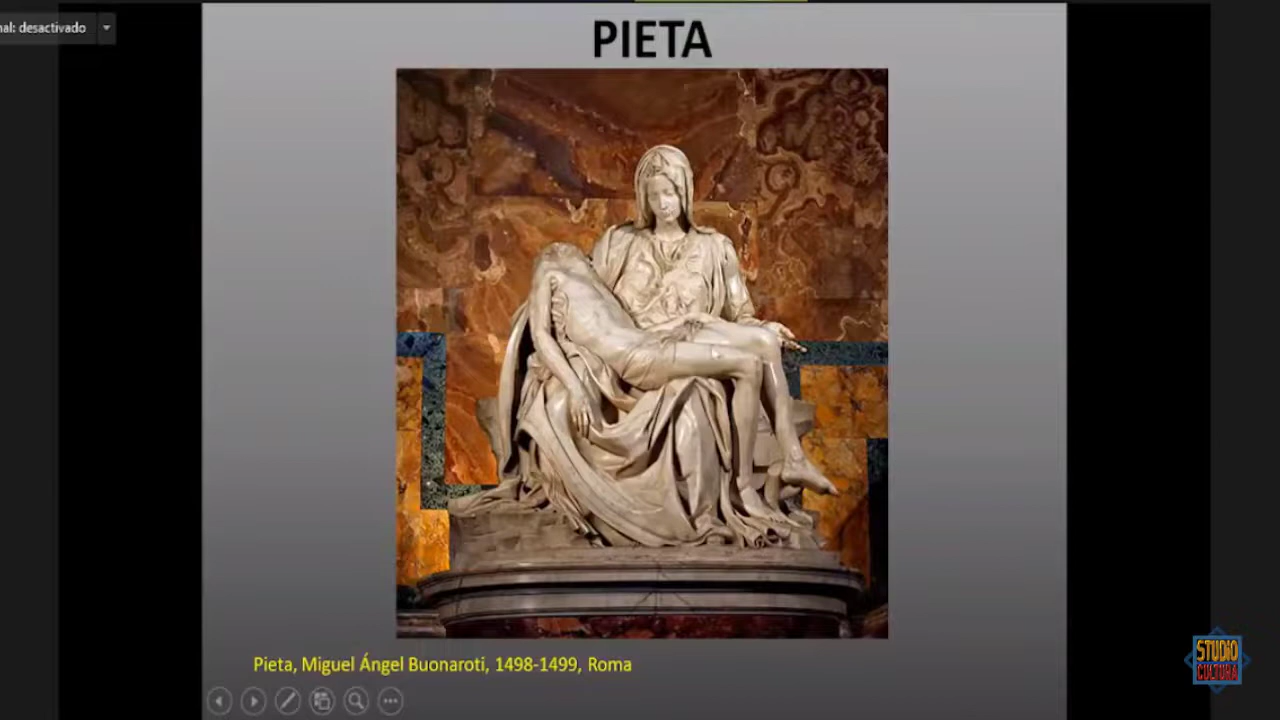 nal: desactivado
PIETA
Pieta, Miguel Ángel Buonaroti, 1498-1499, Roma
STUDIO
CULTURA